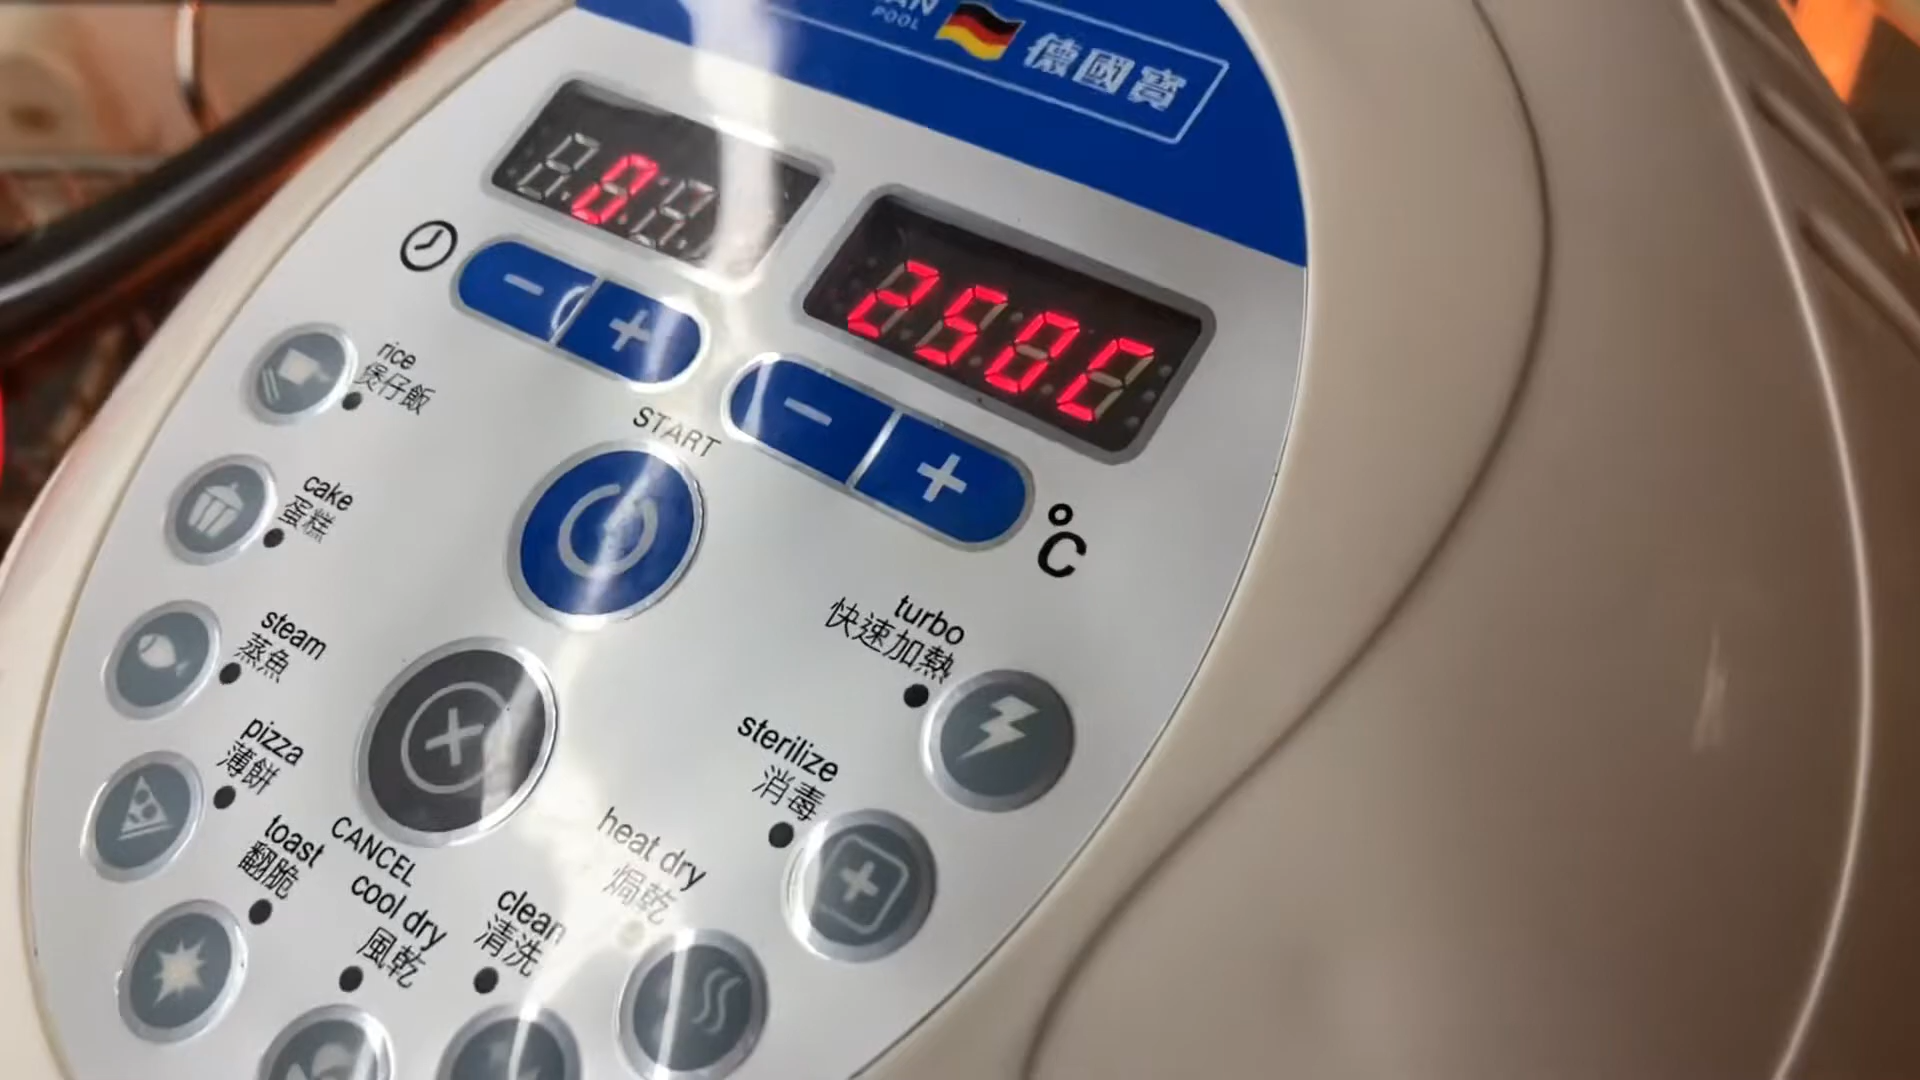 POOL
德國寶
0
250C
START
℃
rice
煲仔飯
cake
蛋糕
steam
蒸魚
pizza
薄餅
toast
翻脆
CANCEL
cool dry
風乾
clean
清洗
heat dry
焗乾
sterilize
消毒
turbo
快速加熱